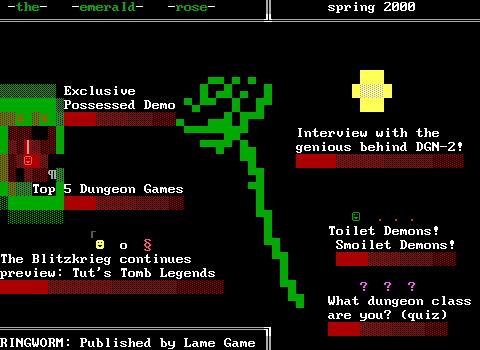 -the- -emerald- -rose-
spring 2000
Exclusive
Possessed Demo
Interview with the
genious behind DGN-2!
Top 5 Dungeon Games
Toilet Demons!
Smoilet Demons!
The Blitzkrieg continues
preview: Tut's Tomb Legends
? ? ?
What dungeon class
are you? (quiz)
RINGWORM: Published by Lame Game